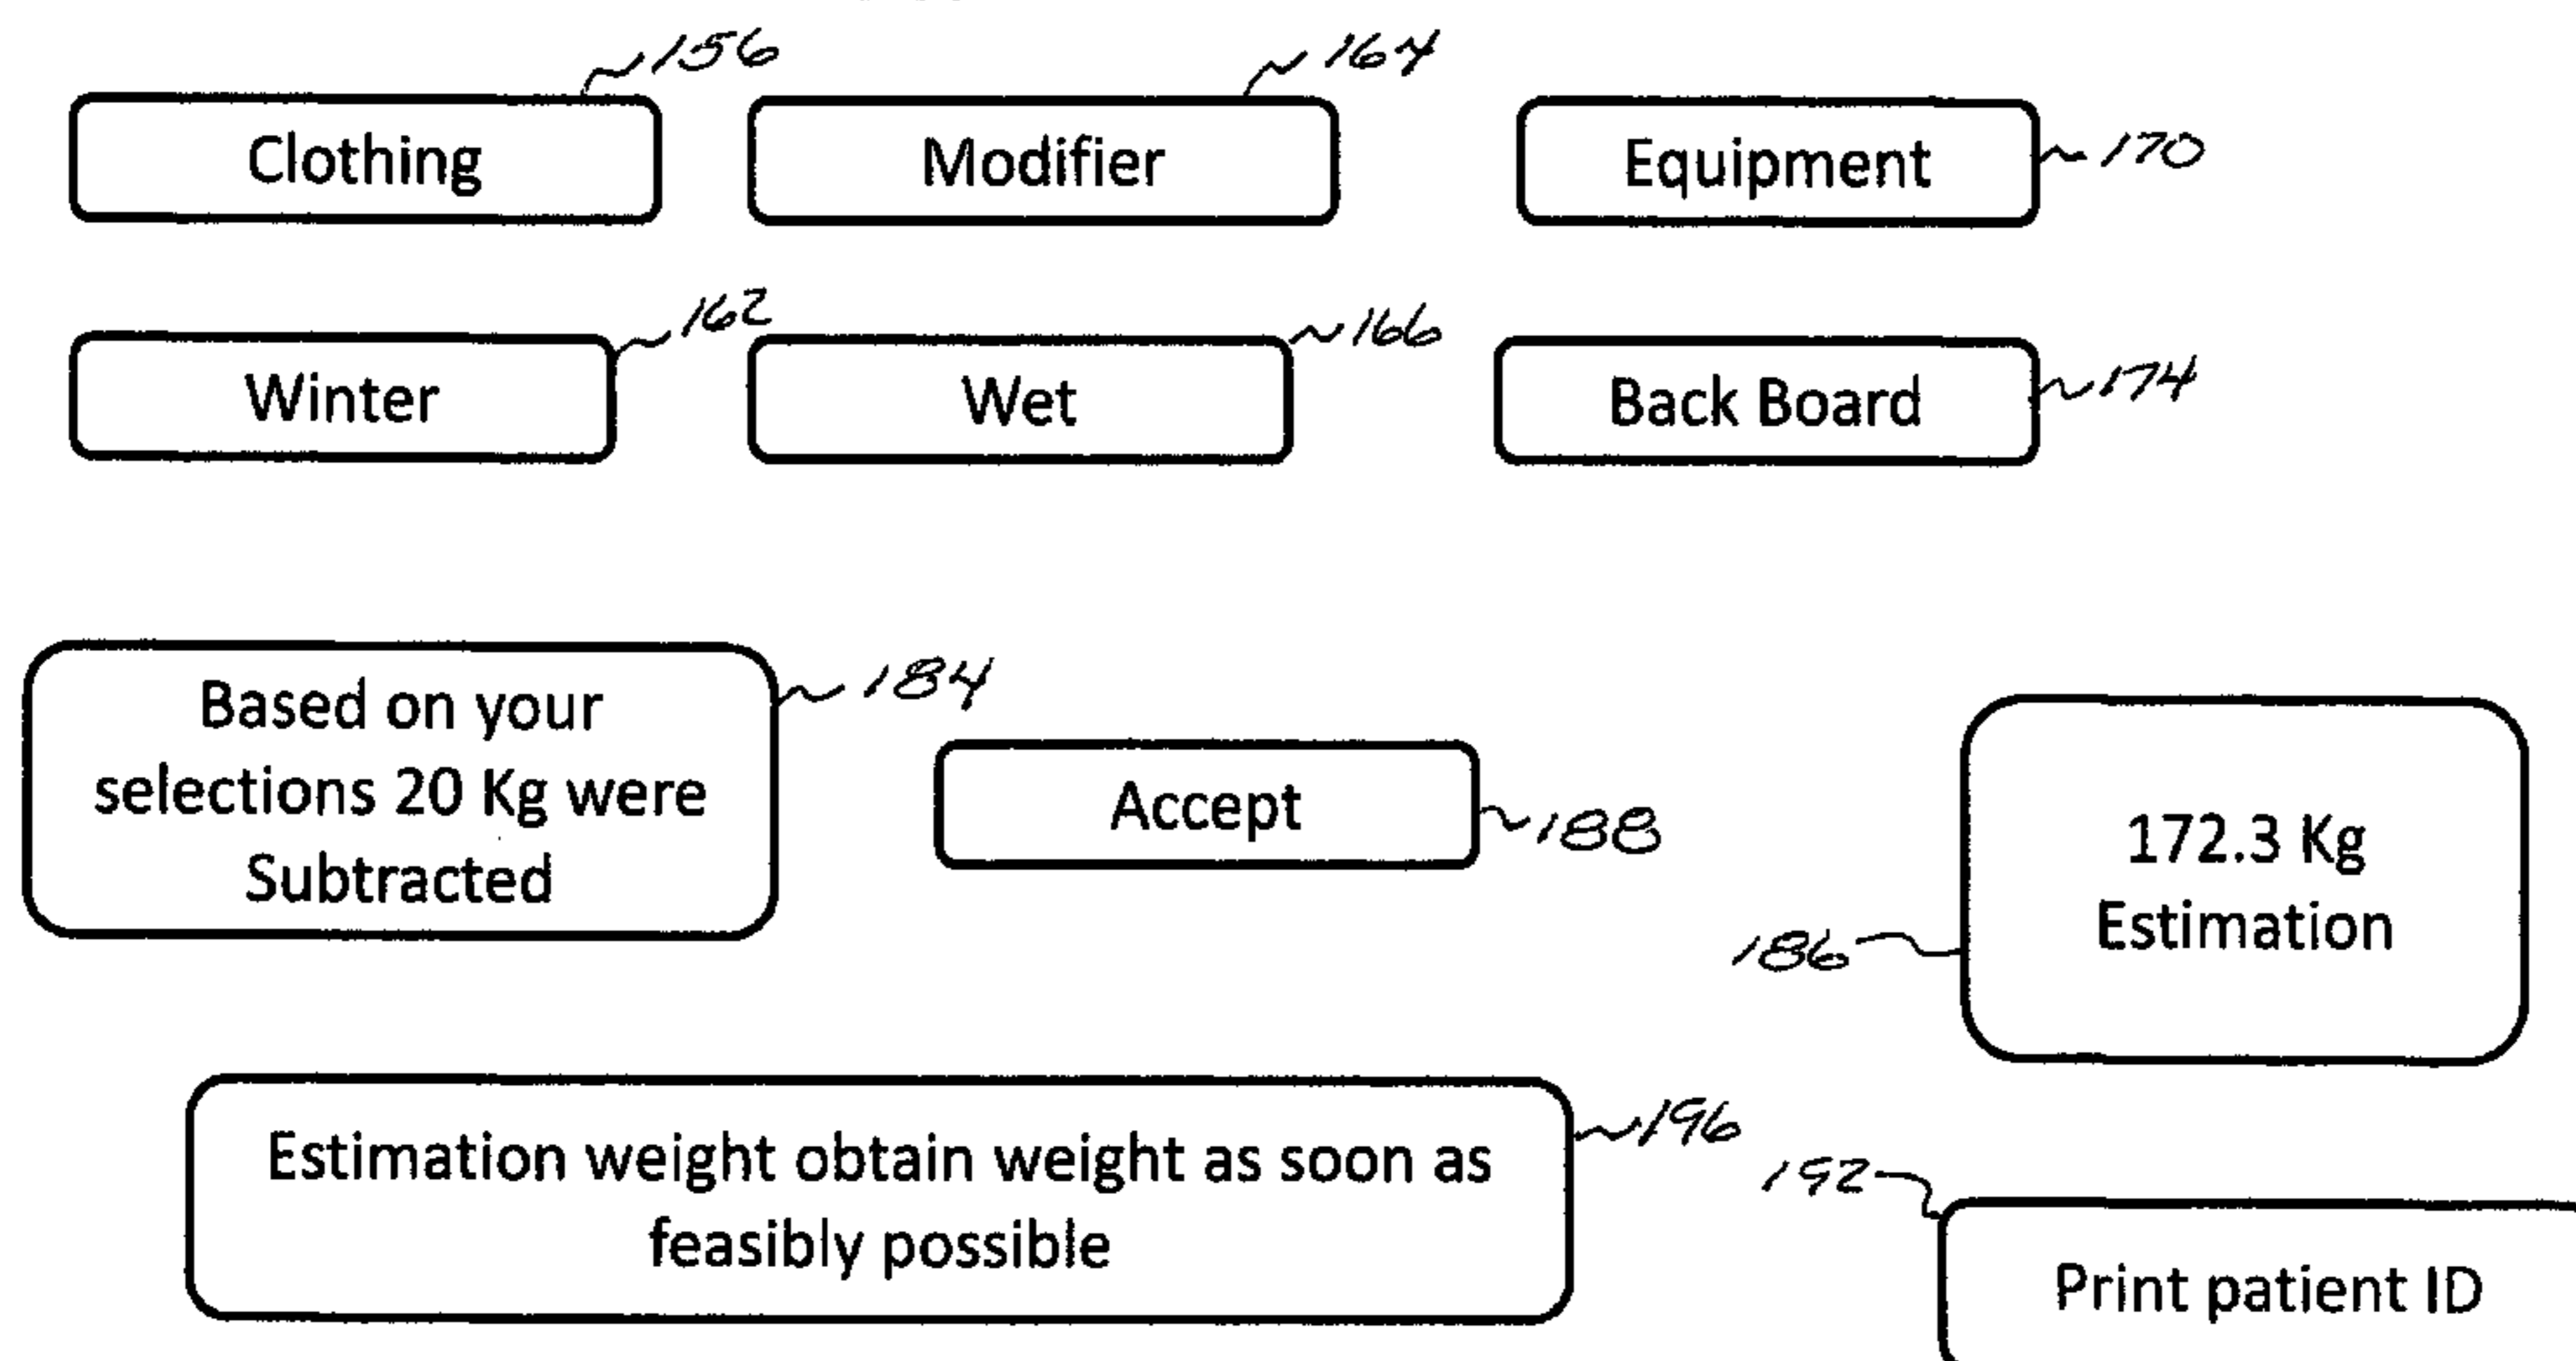 156
164
Clothing
Modifier
Equipment
170
162
166
Winter
Wet
Back Board
174
184
Based on your
selections 20 Kg were
Subtracted
Accept
188
172.3 Kg
Estimation
186
196
Estimation weight obtain weight as soon as
feasibly possible
192
Print patient ID